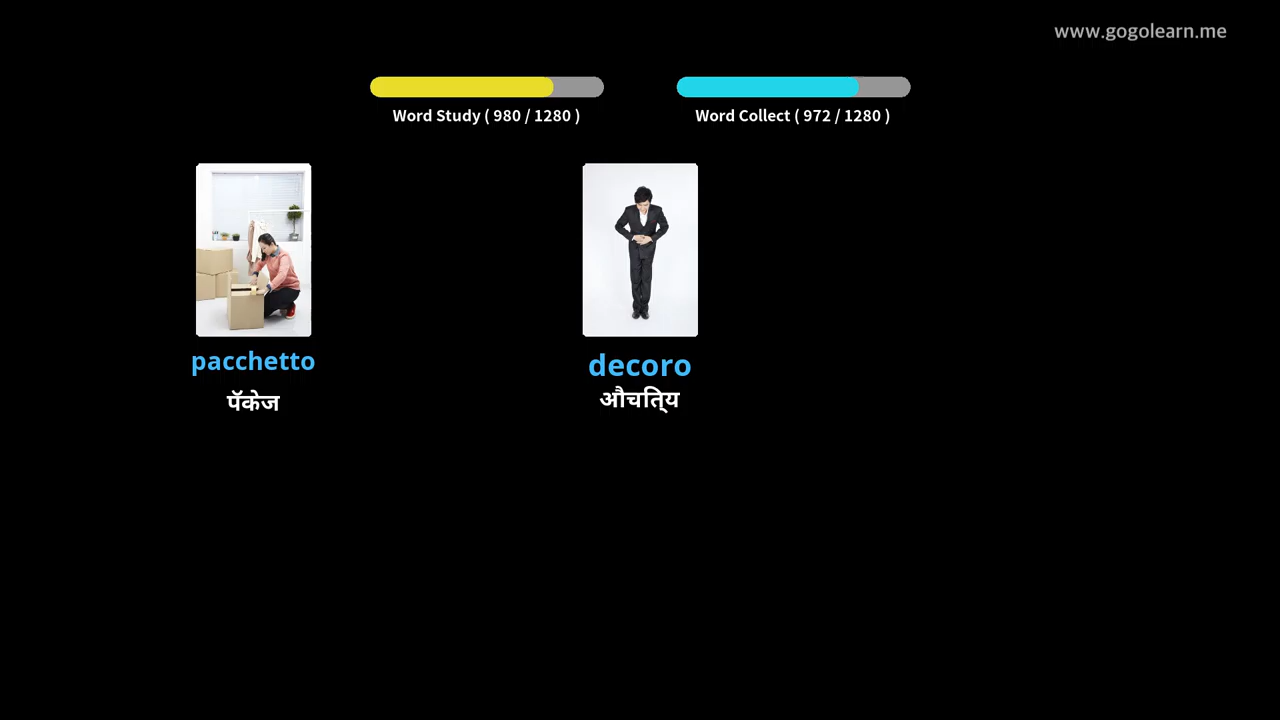 www.gogolearn.me
Word Study ( 980 / 1280 )
Word Collect ( 972 / 1280 )
pacchetto
decoro
पॅकेज
औचित्य